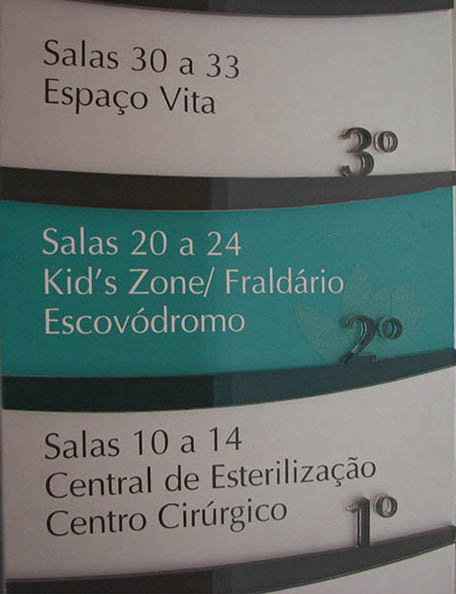 Salas 30 a 33
Espaço Vita
3º
Salas 20 a 24
Kid's Zone/ Fraldário
Escovódromo
2º
Salas 10 a 14
Central de Esterilização
Centro Cirúrgico
1º